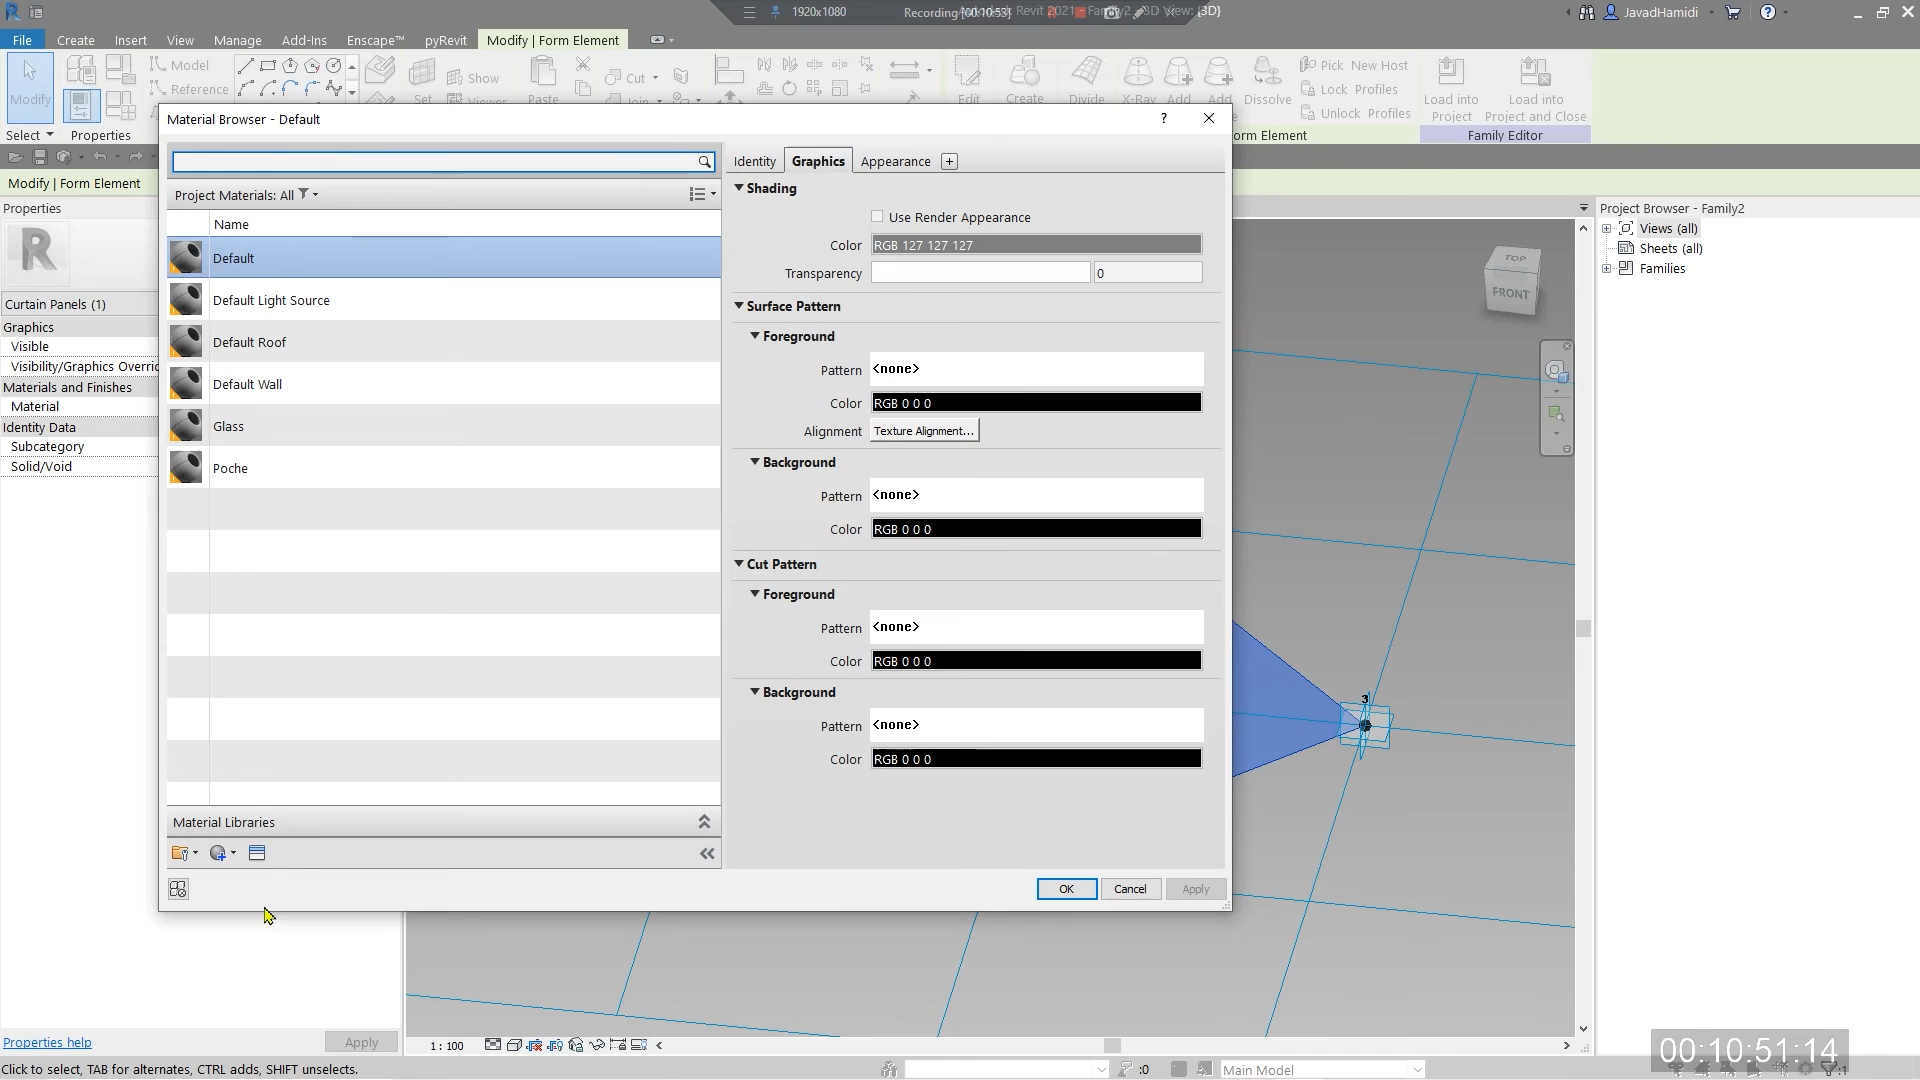 1920x1080
Recording [00:10:53]
Autodesk Revit 2021 - Family2 - 3D View: {3D}
JavadHamidi
File
Create
Insert
View
Manage
Add-Ins
Enscape™
pyRevit
Modify | Form Element
Modify
Model
Reference
Show
Viewer
Set
Paste
Cut
Join
Edit
Create
Divide
X-Ray
Add
Add
Dissolve
Pick New Host
Lock Profiles
Unlock Profiles
Load into
Project
Load into
Project and Close
Select
Properties
orm Element
Family Editor
Modify | Form Element
Properties
Curtain Panels (1)
Graphics
Visible
Visibility/Graphics Overric
Materials and Finishes
Material
Identity Data
Subcategory
Solid/Void
Properties help
Apply
Material Browser - Default
Project Materials: All
Name
Default
Default Light Source
Default Roof
Default Wall
Glass
Poche
Material Libraries
Identity
Graphics
Appearance
Shading
Use Render Appearance
Color RGB 127 127 127
Transparency 0
Surface Pattern
Foreground
Pattern <none>
Color RGB 0 0 0
Alignment Texture Alignment...
Background
Pattern <none>
Color RGB 0 0 0
Cut Pattern
Foreground
Pattern <none>
Color RGB 0 0 0
Background
Pattern <none>
Color RGB 0 0 0
OK
Cancel
Apply
TOP
FRONT
3
Project Browser - Family2
Views (all)
Sheets (all)
Families
1 : 100
Click to select, TAB for alternates, CTRL adds, SHIFT unselects.
:0
Main Model
00:10:51:14
:1